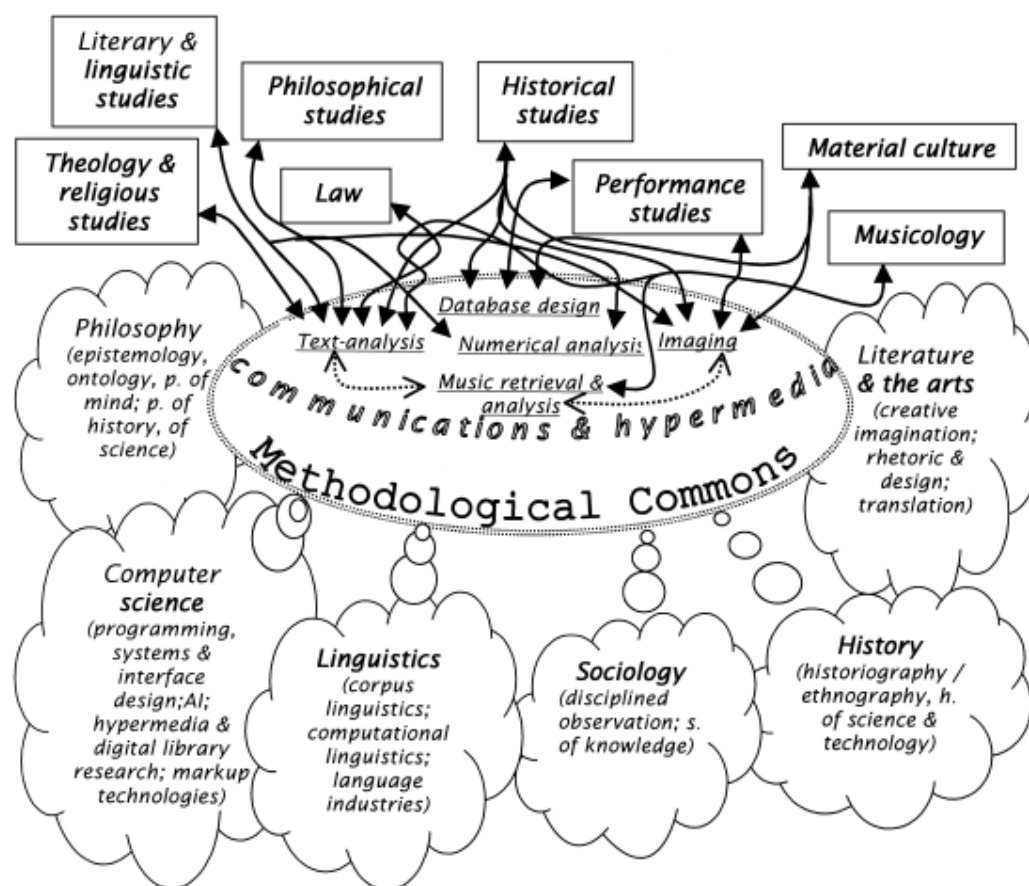 Literary &
linguistic
studies
Philosophical
studies
Historical
studies
Material culture
Theology &
religious
studies
Law
Performance
studies
Musicology
Database design
Text-analysis
Numerical analysis
Imaging
Music retrieval &
analysis
communications & hypermedia
Methodological Commons
Philosophy
(epistemology,
ontology, p. of
mind; p. of
history, of
science)
Literature
& the arts
(creative
imagination;
rhetoric &
design;
translation)
Computer
science
(programming,
systems &
interface
design;AI;
hypermedia &
digital library
research; markup
technologies)
Linguistics
(corpus
linguistics;
computational
linguistics;
language
industries)
Sociology
(disciplined
observation; s.
of knowledge)
History
(historiography /
ethnography, h.
of science &
technology)